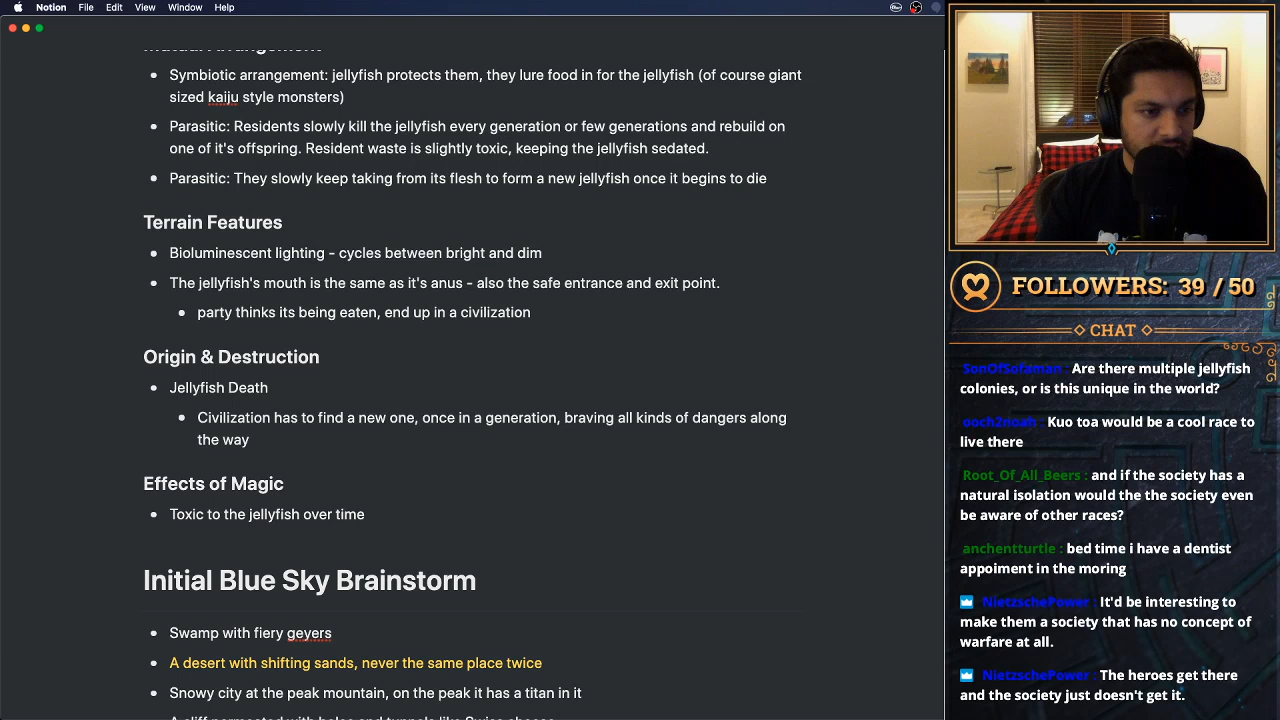 Notion File Edit View Window Help
Symbiotic arrangement: jellyfish protects them, they lure food in for the jellyfish (of course giant
sized kaiju style monsters)
Parasitic: Residents slowly kill the jellyfish every generation or few generations and rebuild on
one of it's offspring. Resident waste is slightly toxic, keeping the jellyfish sedated.
Parasitic: They slowly keep taking from its flesh to form a new jellyfish once it begins to die
Terrain Features
Bioluminescent lighting - cycles between bright and dim
The jellyfish's mouth is the same as it's anus - also the safe entrance and exit point.
party thinks its being eaten, end up in a civilization
Origin & Destruction
Jellyfish Death
Civilization has to find a new one, once in a generation, braving all kinds of dangers along
the way
Effects of Magic
Toxic to the jellyfish over time
Initial Blue Sky Brainstorm
Swamp with fiery geyers
A desert with shifting sands, never the same place twice
Snowy city at the peak mountain, on the peak it has a titan in it
A cliff permeated with holes and tunnels like Swiss cheese
FOLLOWERS: 39 / 50
CHAT
SonOfSofaman : Are there multiple jellyfish
colonies, or is this unique in the world?
ooch2noah : Kuo toa would be a cool race to
live there
Root_Of_All_Beers : and if the society has a
natural isolation would the the society even
be aware of other races?
anchentturtle : bed time i have a dentist
appoiment in the moring
NietzschePower : It'd be interesting to
make them a society that has no concept of
warfare at all.
NietzschePower : The heroes get there
and the society just doesn't get it.